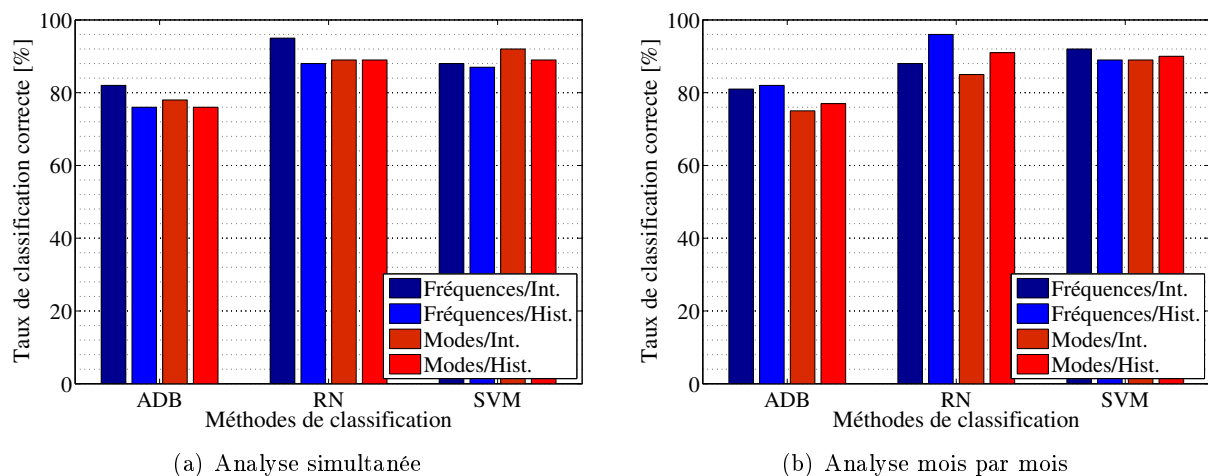 Taux de classification correcte [%]
100
80
60
40
20
0
Fréquences/Int.
Fréquences/Hist.
Modes/Int.
Modes/Hist.
ADB
RN
SVM
Méthodes de classification
(a) Analyse simultanée
Taux de classification correcte [%]
100
80
60
40
20
0
Fréquences/Int.
Fréquences/Hist.
Modes/Int.
Modes/Hist.
ADB
RN
SVM
Méthodes de classification
(b) Analyse mois par mois